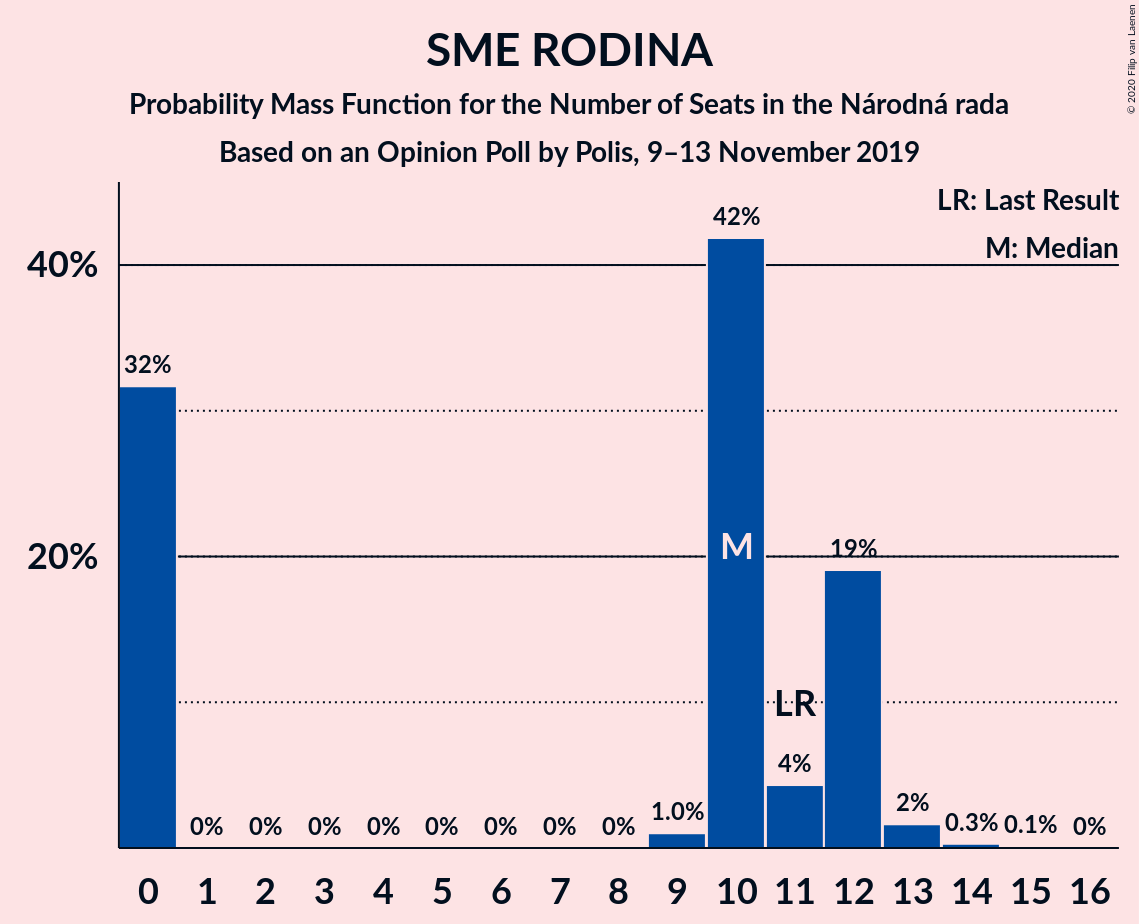 SME RODINA
Probability Mass Function for the Number of Seats in the Národná rada
Based on an Opinion Poll by Polis, 9–13 November 2019
© 2020 Filip van Laenen
LR: Last Result
M: Median
40%
20%
32%
0%
0%
0%
0%
0%
0%
0%
0%
1.0%
42%
4%
19%
2%
0.3%
0.1%
0%
M
LR
0 1 2 3 4 5 6 7 8 9 10 11 12 13 14 15 16